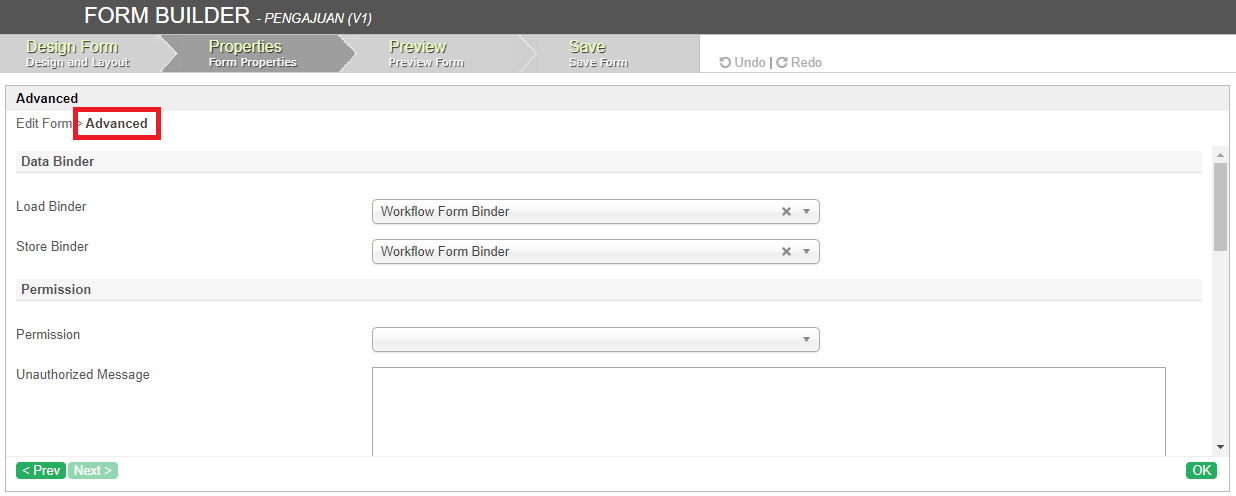 FORM BUILDER - PENGAJUAN (V1)
Design Form
Design and Layout
Properties
Form Properties
Preview
Preview Form
Save
Save Form
Undo | Redo
Advanced
Edit Form > Advanced
Data Binder
Load Binder
Workflow Form Binder
Store Binder
Workflow Form Binder
Permission
Permission
Unauthorized Message
< Prev
Next >
OK